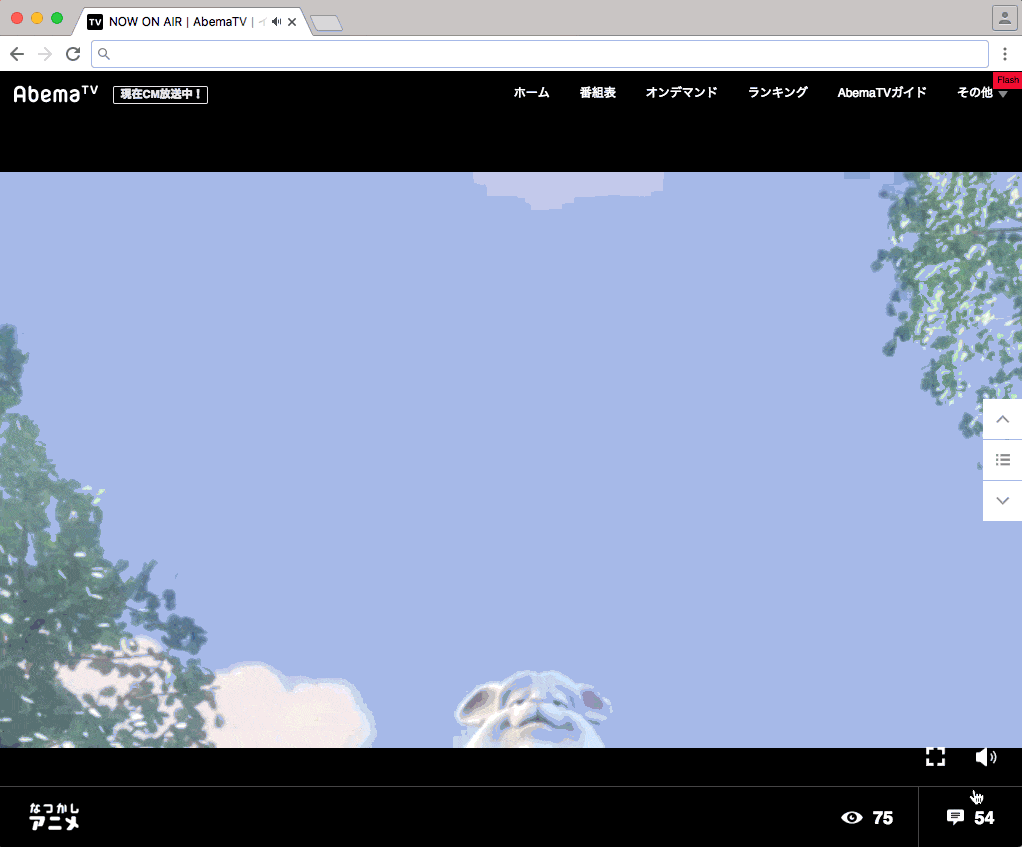 TV NOW ON AIR | AbemaTV |
AbemaTV 現在CM放送中！ ホーム 番組表 オンデマンド ランキング AbemaTVガイド その他
Flash
なつかし
アニメ
75
54